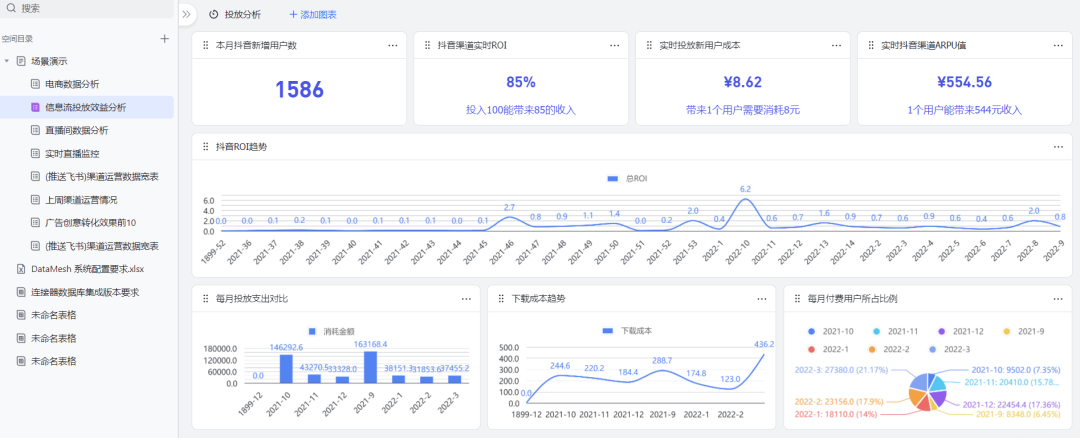 搜索
空间目录
场景演示
电商数据分析
信息流投放效益分析
直播间数据分析
实时直播监控
(推送飞书)渠道运营数据宽表
上周渠道运营情况
广告创意转化效果前10
(推送飞书)渠道运营数据宽表
DataMesh 系统配置要求.xlsx
连接器数据库集成版本要求
未命名表格
未命名表格
未命名表格
投放分析
添加图表
本月抖音新增用户数
1586
抖音渠道实时ROI
85%
投入100能带来85的收入
实时投放新用户成本
¥8.62
带来1个用户需要消耗8元
实时抖音渠道ARPU值
¥554.56
1个用户能带来544元收入
抖音ROI趋势
总ROI
6.0
4.0
2.0
0.0
0.0 0.0 0.1 0.2 0.1 0.0 0.1 0.1 0.1 0.0 0.1 2.7 0.8 0.9 1.1 1.4 0.0 0.2 2.0 0.4 6.2 0.6 0.7 1.6 0.9 0.7 0.6 0.9 0.6 0.4 0.6 2.0 0.8
1899-52 2021-36 2021-37 2021-38 2021-39 2021-40 2021-41 2021-42 2021-43 2021-44 2021-45 2021-46 2021-47 2021-48 2021-49 2021-50 2021-51 2021-52 2021-53 2022-1 2022-10 2022-11 2022-12 2022-13 2022-14 2022-2 2022-3 2022-4 2022-5 2022-6 2022-7 2022-8 2022-9
每月投放支出对比
消耗金额
180000.0
120000.0
60000.0
0.0
0.0 146292.6 43270.5 33328.0 163168.4 38151.3 31853.6 37455.2
1899-12 2021-10 2021-11 2021-12 2021-9 2022-1 2022-2 2022-3
下载成本趋势
下载成本
500.0
400.0
300.0
200.0
100.0
0.0
0.0 244.6 220.2 184.4 288.7 174.8 123.0 436.2
1899-12 2021-10 2021-11 2021-12 2021-9 2022-1 2022-2
每月付费用户所占比例
2021-10 2021-11 2021-12 2021-9
2022-1 2022-2 2022-3
2022-3: 27380.0 (21.17%)
2021-10: 9502.0 (7.35%)
2021-11: 20410.0 (15.78...
2022-2: 23156.0 (17.9%)
2021-12: 22454.4 (17.36%)
2022-1: 18110.0 (14%)
2021-9: 8348.0 (6.45%)